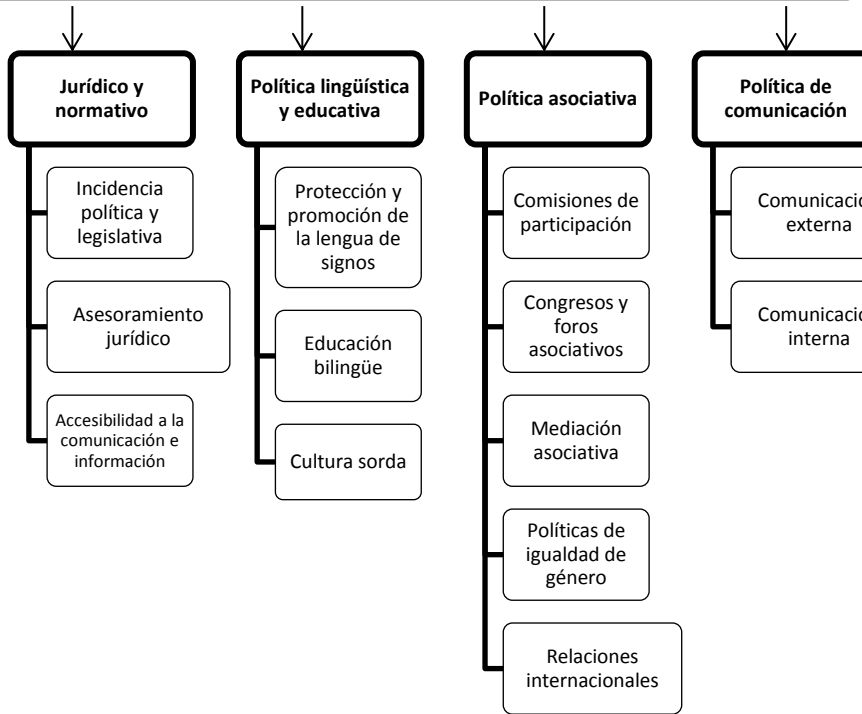 Jurídico y
normativo
Incidencia
política y
legislativa
Asesoramiento
jurídico
Accesibilidad a la
comunicación e
información
Política lingüística
y educativa
Protección y
promoción de
la lengua de
signos
Educación
bilingüe
Cultura sorda
Política asociativa
Comisiones de
participación
Congresos y
foros
asociativos
Mediación
asociativa
Políticas de
igualdad de
género
Relaciones
internacionales
Política de
comunicación
externa
interna